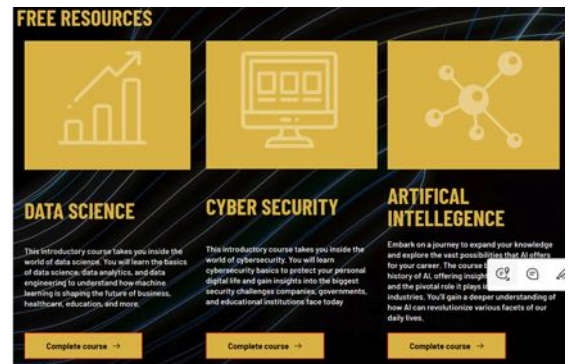 FREE RESOURCES
DATA SCIENCE
This introductory course takes you inside the
world of data science. You will learn the basics
of data science, data analytics, and data
engineering to understand how machine
learning is shaping the future of business,
healthcare, education, and more.
Complete course →
CYBER SECURITY
This introductory course takes you inside the
world of cybersecurity. You will learn
cybersecurity basics to protect your personal
digital life and gain insights into the biggest
security challenges companies, governments,
and educational institutions face today
Complete course →
ARTIFICAL
INTELLEGENCE
Embark on a journey to expand your knowledge
and explore the vast possibilities that AI offers
for your career. The course
history of AI, offering insight
and the pivotal role it plays
industries. You'll gain a deeper understanding of
how AI can revolutionize various facets of our
daily lives.
Complete course →